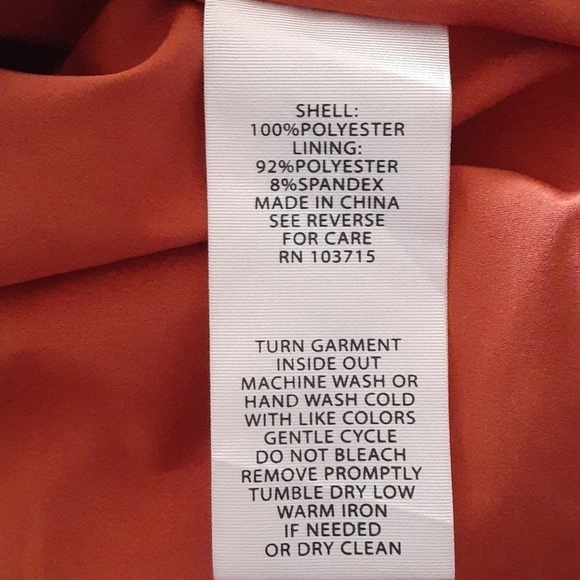 SHELL:
100%POLYESTER
LINING:
92%POLYESTER
8%SPANDEX
MADE IN CHINA
SEE REVERSE
FOR CARE
RN 103715
TURN GARMENT
INSIDE OUT
MACHINE WASH OR
HAND WASH COLD
WITH LIKE COLORS
GENTLE CYCLE
DO NOT BLEACH
REMOVE PROMPTLY
TUMBLE DRY LOW
WARM IRON
IF NEEDED
OR DRY CLEAN